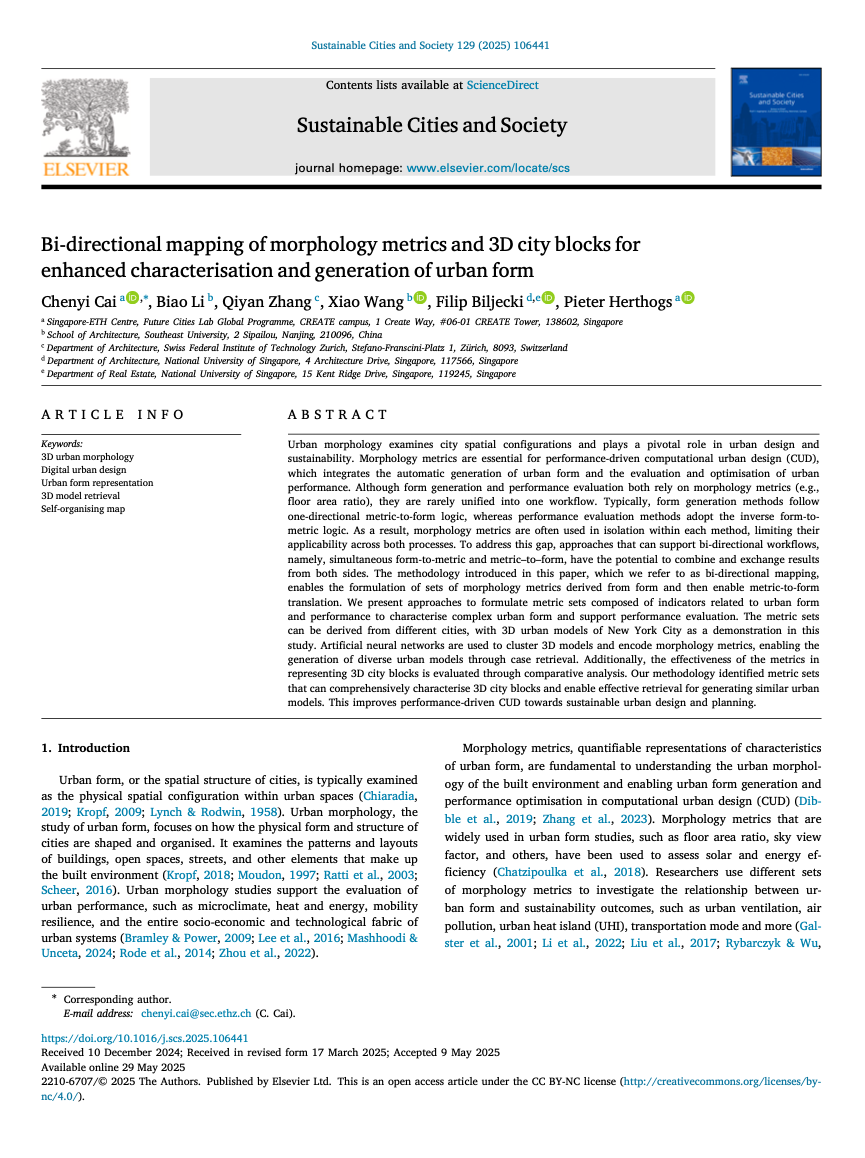 Sustainable Cities and Society 129 (2025) 106441
Contents lists available at ScienceDirect
Sustainable Cities and Society
journal homepage: www.elsevier.com/locate/scs
ELSEVIER
Sustainable Cities
and Society
Bi-directional mapping of morphology metrics and 3D city blocks for
enhanced characterisation and generation of urban form
Chenyi Cai a,*, Biao Li b, Qiyan Zhang c, Xiao Wang b, Filip Biljecki d,e, Pieter Herthogs a
a Singapore-ETH Centre, Future Cities Lab Global Programme, CREATE campus, 1 Create Way, #06-01 CREATE Tower, 138602, Singapore
b School of Architecture, Southeast University, 2 Sipailou, Nanjing, 210096, China
c Department of Architecture, Swiss Federal Institute of Technology Zurich, Stefano-Franscini-Platz 1, Zürich, 8093, Switzerland
d Department of Architecture, National University of Singapore, 4 Architecture Drive, Singapore, 117566, Singapore
e Department of Real Estate, National University of Singapore, 15 Kent Ridge Drive, Singapore, 119245, Singapore
ARTICLE INFO
Keywords:
3D urban morphology
Digital urban design
Urban form representation
3D model retrieval
Self-organising map
ABSTRACT
Urban morphology examines city spatial configurations and plays a pivotal role in urban design and
sustainability. Morphology metrics are essential for performance-driven computational urban design (CUD),
which integrates the automatic generation of urban form and the evaluation and optimisation of urban
performance. Although form generation and performance evaluation both rely on morphology metrics (e.g.,
floor area ratio), they are rarely unified into one workflow. Typically, form generation methods follow
one-directional metric-to-form logic, whereas performance evaluation methods adopt the inverse form-to-
metric logic. As a result, morphology metrics are often used in isolation within each method, limiting their
applicability across both processes. To address this gap, approaches that can support bi-directional workflows,
namely, simultaneous form-to-metric and metric–to–form, have the potential to combine and exchange results
from both sides. The methodology introduced in this paper, which we refer to as bi-directional mapping,
enables the formulation of sets of morphology metrics derived from form and then enable metric-to-form
translation. We present approaches to formulate metric sets composed of indicators related to urban form
and performance to characterise complex urban form and support performance evaluation. The metric sets
can be derived from different cities, with 3D urban models of New York City as a demonstration in this
study. Artificial neural networks are used to cluster 3D models and encode morphology metrics, enabling the
generation of diverse urban models through case retrieval. Additionally, the effectiveness of the metrics in
representing 3D city blocks is evaluated through comparative analysis. Our methodology identified metric sets
that can comprehensively characterise 3D city blocks and enable effective retrieval for generating similar urban
models. This improves performance-driven CUD towards sustainable urban design and planning.
1. Introduction
Urban form, or the spatial structure of cities, is typically examined
as the physical spatial configuration within urban spaces (Chiaradia,
2019; Kropf, 2009; Lynch & Rodwin, 1958). Urban morphology, the
study of urban form, focuses on how the physical form and structure of
cities are shaped and organised. It examines the patterns and layouts
of buildings, open spaces, streets, and other elements that make up
the built environment (Kropf, 2018; Moudon, 1997; Ratti et al., 2003;
Scheer, 2016). Urban morphology studies support the evaluation of
urban performance, such as microclimate, heat and energy, mobility
resilience, and the entire socio-economic and technological fabric of
urban systems (Bramley & Power, 2009; Lee et al., 2016; Mashhoodi &
Unceta, 2024; Rode et al., 2014; Zhou et al., 2022).
Morphology metrics, quantifiable representations of characteristics
of urban form, are fundamental to understanding the urban morphol-
ogy of the built environment and enabling urban form generation and
performance optimisation in computational urban design (CUD) (Dib-
ble et al., 2019; Zhang et al., 2023). Morphology metrics that are
widely used in urban form studies, such as floor area ratio, sky view
factor, and others, have been used to assess solar and energy ef-
ficiency (Chatzipoulka et al., 2018). Researchers use different sets
of morphology metrics to investigate the relationship between ur-
ban form and sustainability outcomes, such as urban ventilation, air
pollution, urban heat island (UHI), transportation mode and more (Gal-
ster et al., 2001; Li et al., 2022; Liu et al., 2017; Rybarczyk & Wu,
* Corresponding author.
E-mail address: chenyi.cai@sec.ethz.ch (C. Cai).
https://doi.org/10.1016/j.scs.2025.106441
Received 10 December 2024; Received in revised form 17 March 2025; Accepted 9 May 2025
Available online 29 May 2025
2210-6707/© 2025 The Authors. Published by Elsevier Ltd. This is an open access article under the CC BY-NC license (http://creativecommons.org/licenses/by-
nc/4.0/).